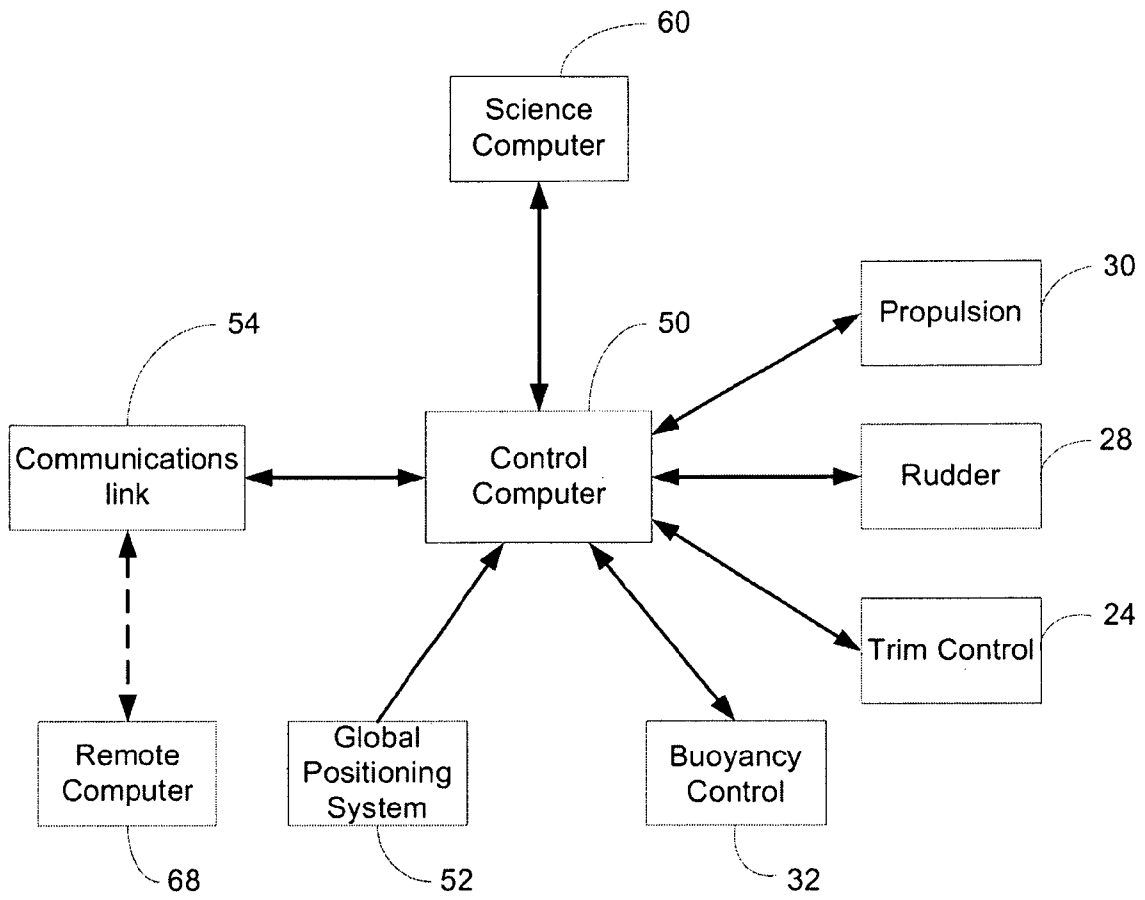 60
Science
Computer
30
Propulsion
54
50
Communications
link
Control
Computer
28
Rudder
24
Trim Control
Remote
Computer
Global
Positioning
System
Buoyancy
Control
68
52
32